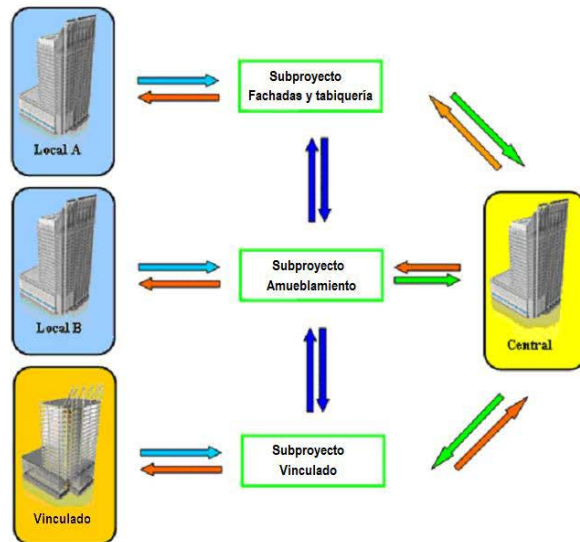 Subproyecto
Fachadas y tabiquería
Local A
Subproyecto
Amueblamiento
Local B
Central
Subproyecto
Vinculado
Vinculado